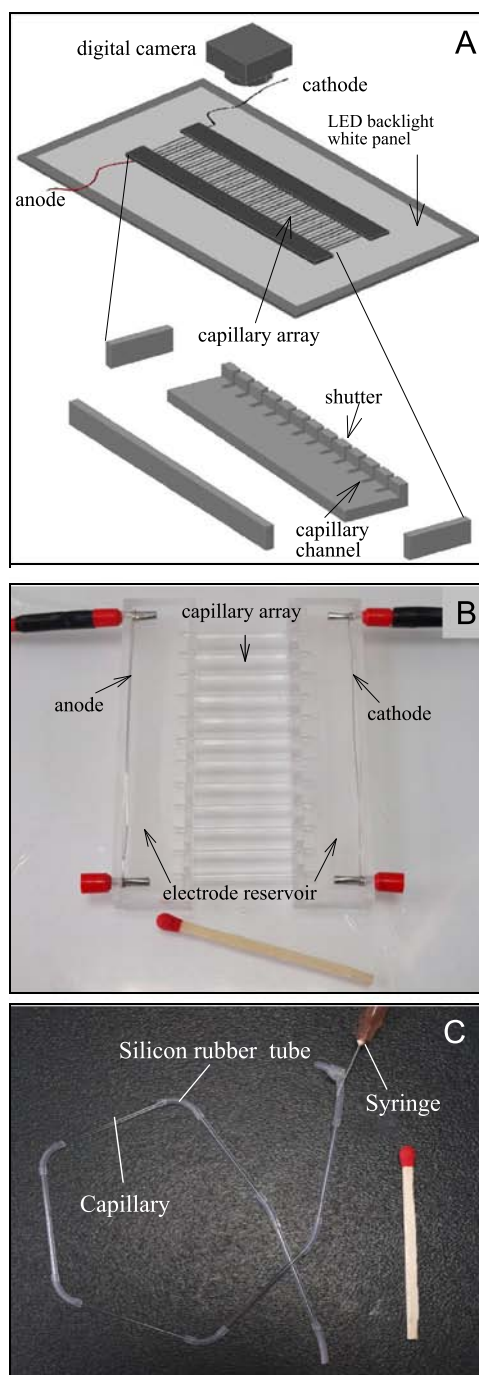 A
digital camera
cathode
LED backlight
white panel
anode
capillary array
shutter
capillary
channel
B
capillary array
anode
cathode
electrode reservoir
C
Silicon rubber tube
Syringe
Capillary